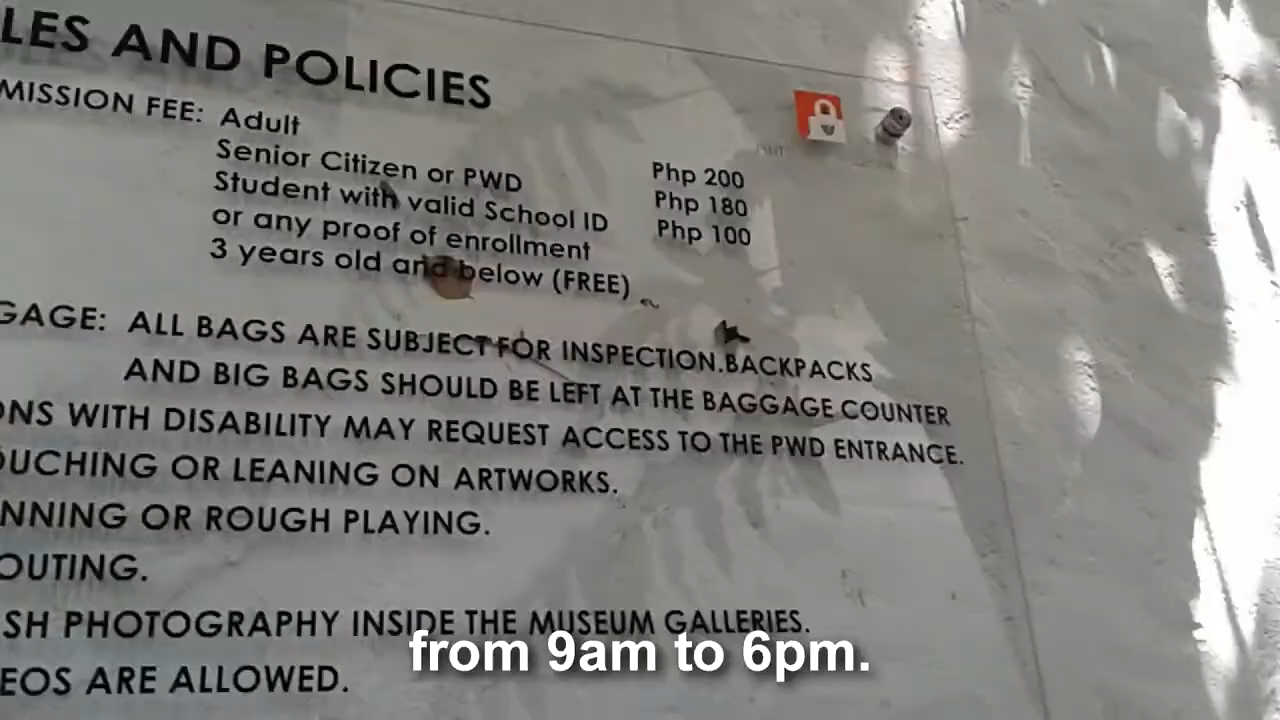 LES AND POLICIES
MISSION FEE: Adult
Senior Citizen or PWD Php 200
Student with valid School ID Php 180
or any proof of enrollment Php 100
3 years old and below (FREE)
GAGE: ALL BAGS ARE SUBJECT FOR INSPECTION.BACKPACKS
AND BIG BAGS SHOULD BE LEFT AT THE BAGGAGE COUNTER
ONS WITH DISABILITY MAY REQUEST ACCESS TO THE PWD ENTRANCE.
OUCHING OR LEANING ON ARTWORKS.
NNING OR ROUGH PLAYING.
OUTING.
SH PHOTOGRAPHY INSIDE THE MUSEUM GALLERIES.
EOS ARE ALLOWED.
from 9am to 6pm.